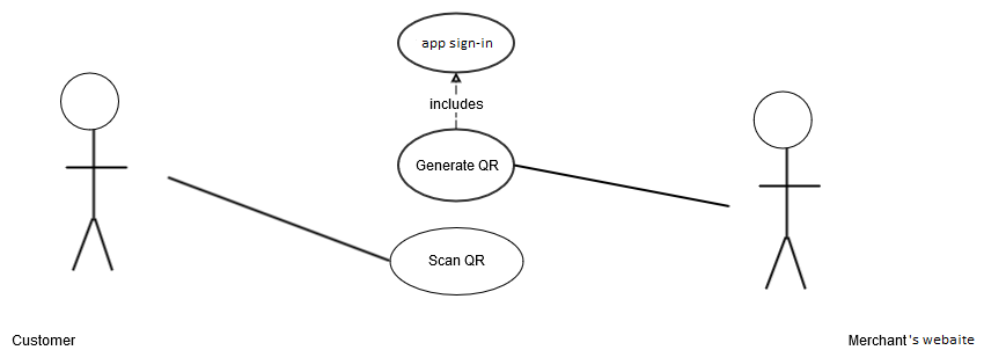 app sign-in
includes
Generate QR
Scan QR
Customer
Merchant's webaite